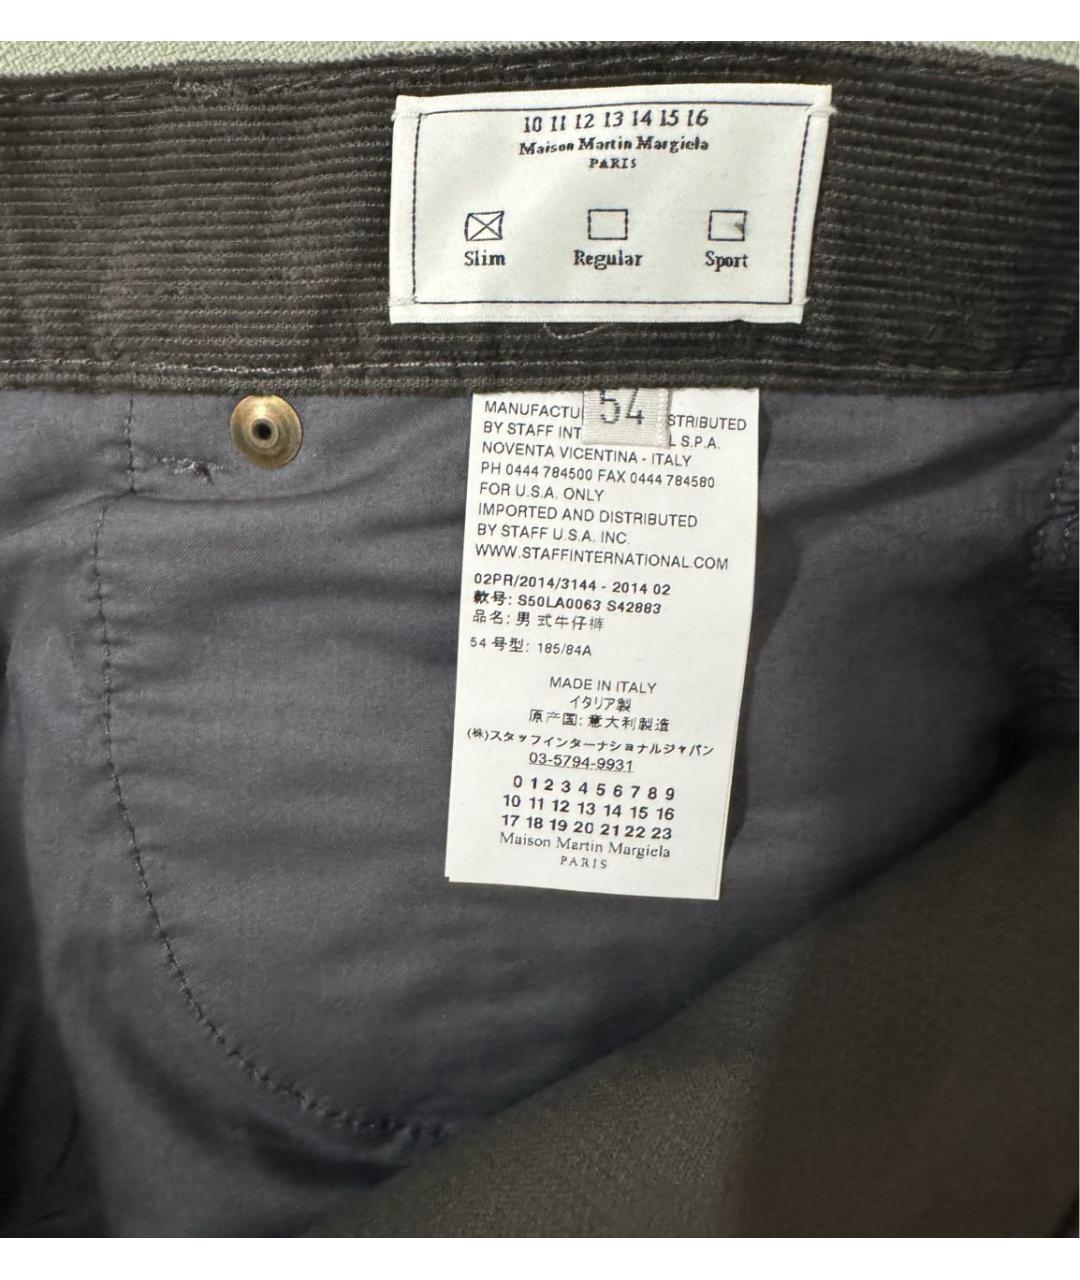 10 11 12 13 14 15 16
Maison Martin Margiela
PARIS
Slim Regular Sport
54
MANUFACTU STRIBUTED
BY STAFF INT L S.P.A.
NOVENTA VICENTINA - ITALY
PH 0444 784500 FAX 0444 784580
FOR U.S.A. ONLY
IMPORTED AND DISTRIBUTED
BY STAFF U.S.A. INC.
WWW.STAFFINTERNATIONAL.COM
02PR/2014/3144 - 2014 02
款号: S50LA0063 S42883
品名: 男式牛仔裤
54 号型: 185/84A
MADE IN ITALY
イタリア製
原产国: 意大利製造
(株)スタッフインターナショナルジャパン
03-5794-9931
0 1 2 3 4 5 6 7 8 9
10 11 12 13 14 15 16
17 18 19 20 21 22 23
Maison Martin Margiela
PARIS